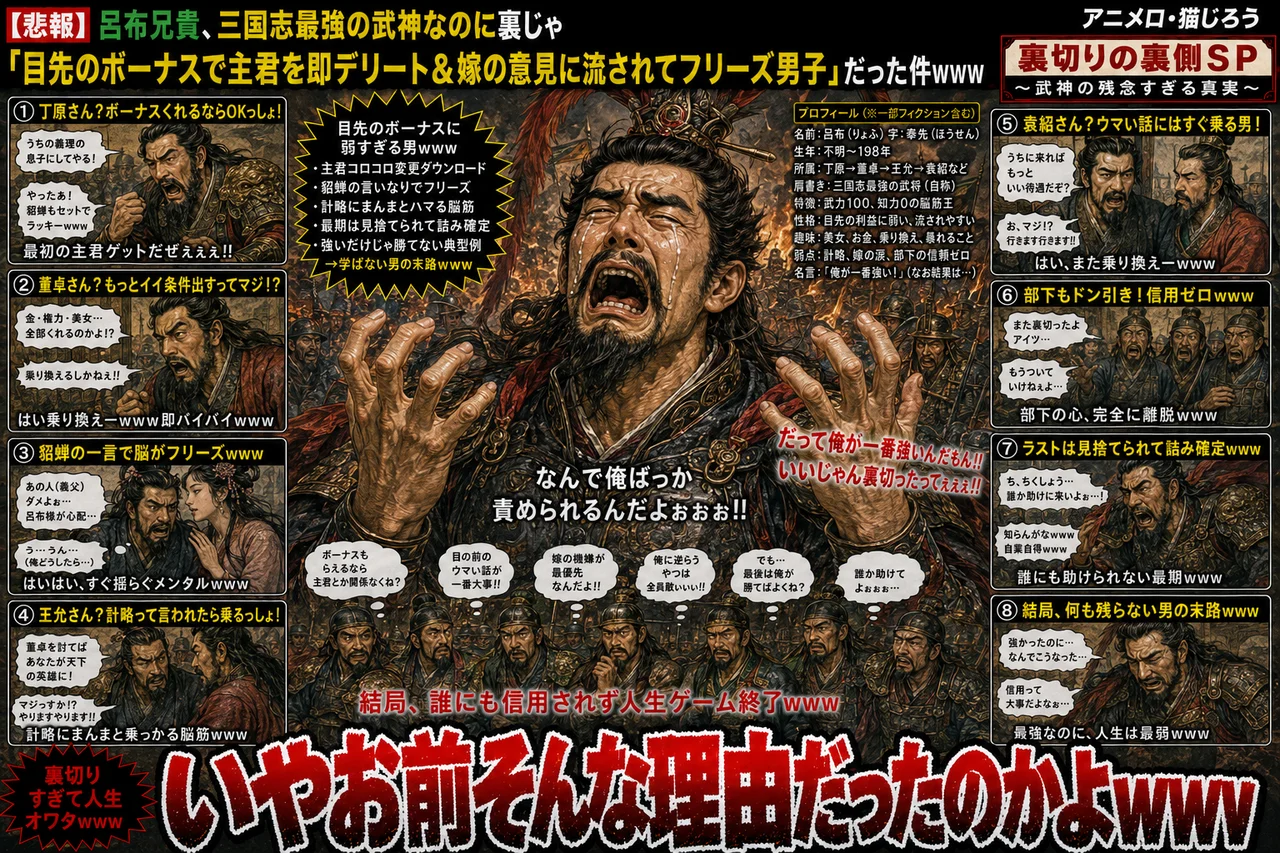 【悲報】呂布兄貴、三国志最強の武神なのに裏じゃ
「目先のボーナスで主君を即デリート＆嫁の意見に流されてフリーズ男子」だった件www
アニメロ・猫じろう
裏切りの裏側SP
～武神の残念すぎる真実～
① 丁原さん？ボーナスくれるならOKっしょ！
うちの義理の
息子にしてやる！
やったあ！
貂蝉もセットで
ラッキーwww
最初の主君ゲットだぜぇぇぇ!!
② 董卓さん？もっとイイ条件出すってマジ!?
金・権力・美女…
全部くれるのかよ!?
乗り換えるしかねぇ!!
はい乗り換えーwww即バイバイwww
③ 貂蝉の一言で脳がフリーズwww
あの人(義父)
ダメよぉ…
呂布様が心配…
う…うん…
(俺どうしたら…)
はいはい、すぐ揺らぐメンタルwww
④ 王允さん？計略って言われたら乗るっしょ！
董卓を討てば
あなたが天下
の英雄に！
マジっすか!?
やりますやります!!
計略にまんまと乗っかる脳筋www
目先のボーナスに
弱すぎる男www
・主君コロコロ変更ダウンロード
・貂蝉の言いなりでフリーズ
・計略にまんまとハマる脳筋
・最期は見捨てられて詰み確定
・強いだけじゃ勝てない典型例
→学ばない男の末路www
プロフィール（※一部フィクション含む）
名前：呂布（りょふ）字：奉先（ほうせん）
生年：不明～198年
所属：丁原→董卓→王允→袁紹など
肩書き：三国志最強の武将（自称）
特徴：武力100、知力0の脳筋王
性格：目先の利益に弱い、流されやすい
趣味：美女、お金、乗り換え、暴れること
弱点：計略、嫁の涙、部下の信頼ゼロ
名言：「俺が一番強い！」（なお結果は…）
だって俺が一番強いんだもん!!
いいじゃん裏切ったってぇぇぇ!!
なんで俺ばっか
責められるんだよぉぉぉ!!
ボーナスも
らえるなら
主君とか関係なくね？
目の前の
ウマい話が
一番大事!!
嫁の機嫌が
最優先
なんだよ!!
俺に逆らう
やつは
全員敵いいい!!
でも…
最後は俺が
勝てばよくね？
誰か助けて
よぉぉぉ…
結局、誰にも信用されず人生ゲーム終了www
⑤ 袁紹さん？ウマい話にはすぐ乗る男！
うちに来れば
もっと
いい待遇だぞ？
お、マジ!?
行きます行きます!!
はい、また乗り換えーwww
⑥ 部下もドン引き！信用ゼロwww
また裏切ったよ
アイツ…
もうついて
いけねぇよ…
部下の心、完全に離脱www
⑦ ラストは見捨てられて詰み確定www
ち、ちくしょう…
誰か助けに来いよぉ…！
知らんがなwww
自業自得www
誰にも助けられない最期www
⑧ 結局、何も残らない男の末路www
強かったのに…
なんでこうなった…
信用って
大事だよなぁ…
最強なのに、人生は最弱www
裏切り
すぎて人生
オワタwww
いやお前そんな理由だったのかよwww